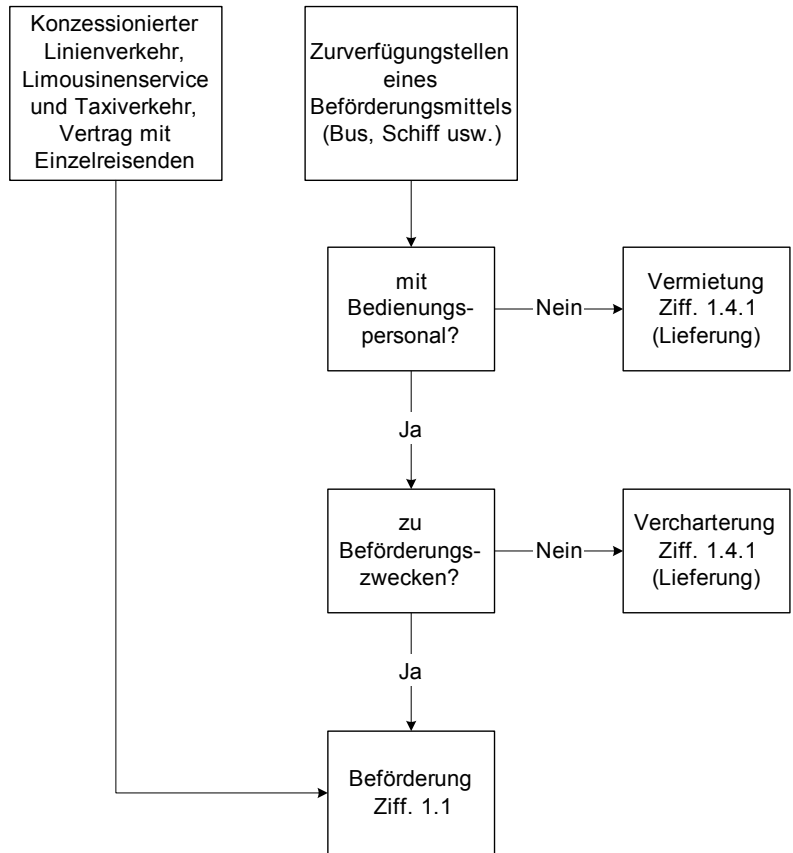 Konzessionierter
Linienverkehr,
Limousinenservice
und Taxiverkehr,
Vertrag mit
Einzelreisenden
Zurverfügungstellen
eines
Beförderungsmittels
(Bus, Schiff usw.)
mit
Bedienungs-
personal?
Nein
Vermietung
Ziff. 1.4.1
(Lieferung)
Ja
zu
Beförderungs-
zwecken?
Nein
Vercharterung
Ziff. 1.4.1
(Lieferung)
Ja
Beförderung
Ziff. 1.1